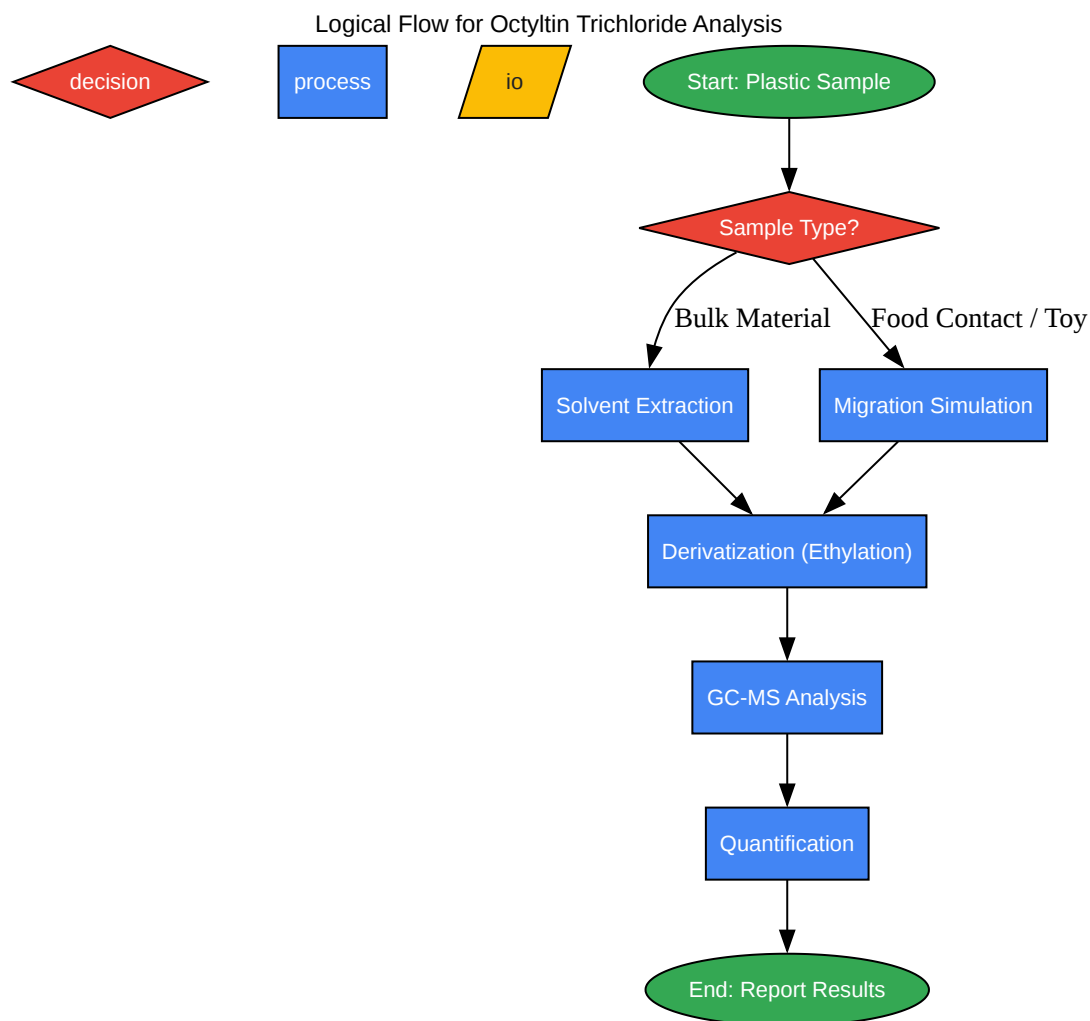 Logical Flow for Octyltin Trichloride Analysis
decision
process
io
Start: Plastic Sample
Sample Type?
Bulk Material
Food Contact / Toy
Solvent Extraction
Migration Simulation
Derivatization (Ethylation)
GC-MS Analysis
Quantification
End: Report Results